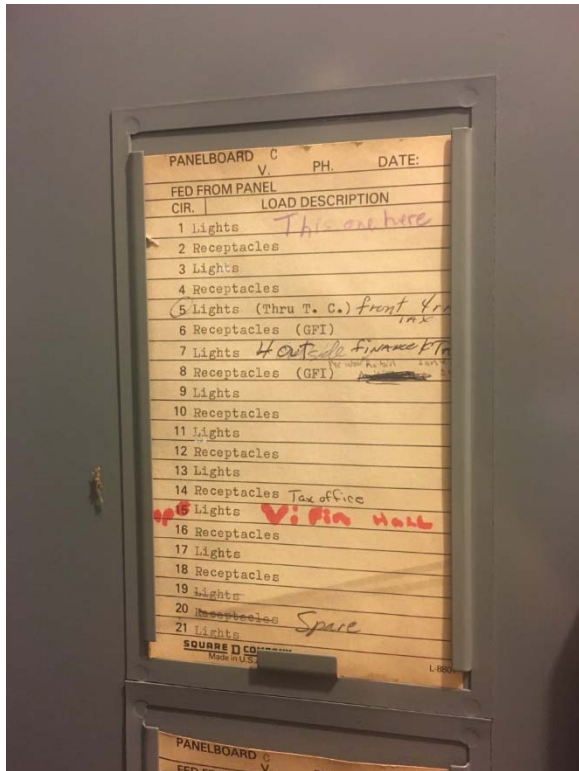 PANELBOARD C
V. PH. DATE:
FED FROM PANEL
CIR. LOAD DESCRIPTION
1 Lights This one here
2 Receptacles
3 Lights
4 Receptacles
5 Lights (Thru T. C.) front
6 Receptacles (GFI)
7 Lights 4 outside finance
8 Receptacles (GFI)
9 Lights
10 Receptacles
11 Lights
12 Receptacles
13 Lights
14 Receptacles Tax office
15 Lights HALL
16 Receptacles
17 Lights
18 Receptacles
19 Lights
20 Receptacles Spare
21 Lights
SQUARE D
Made in U.S.
PANELBOARD C
V